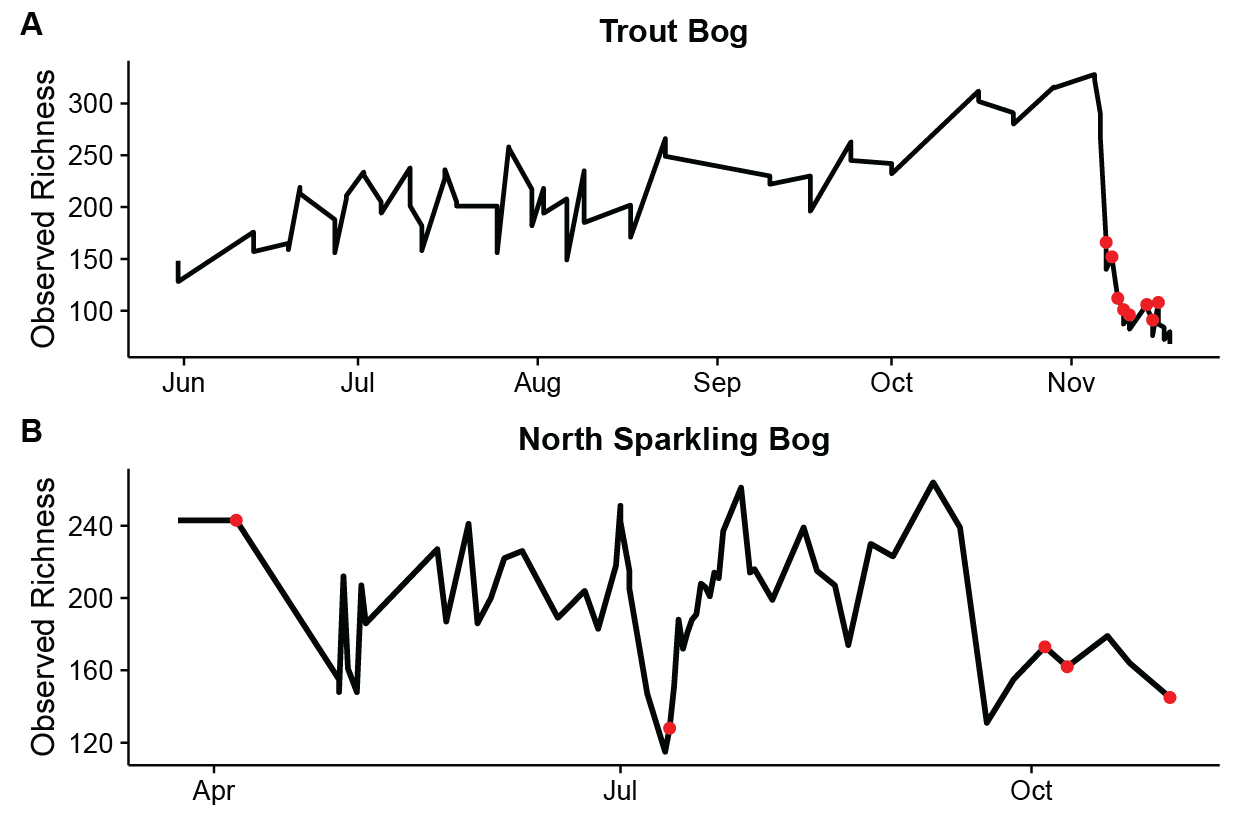 A
Trout Bog
Observed Richness
300
250
200
150
100
Jun Jul Aug Sep Oct Nov
B
North Sparkling Bog
Observed Richness
240
200
160
120
Apr Jul Oct